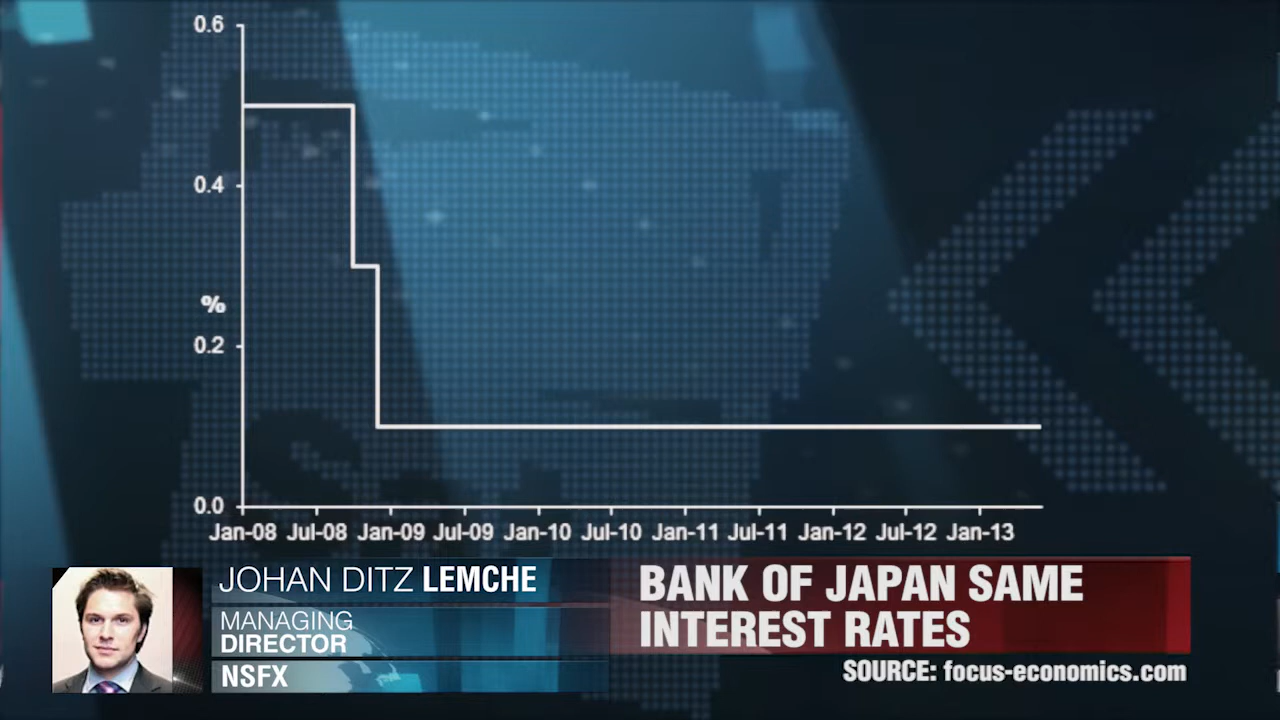 0.6
0.4
%
0.2
0.0
Jan-08 Jul-08 Jan-09 Jul-09 Jan-10 Jul-10 Jan-11 Jul-11 Jan-12 Jul-12 Jan-13
JOHAN DITZ LEMCHE
MANAGING
DIRECTOR
NSFX
BANK OF JAPAN SAME
INTEREST RATES
SOURCE: focus-economics.com